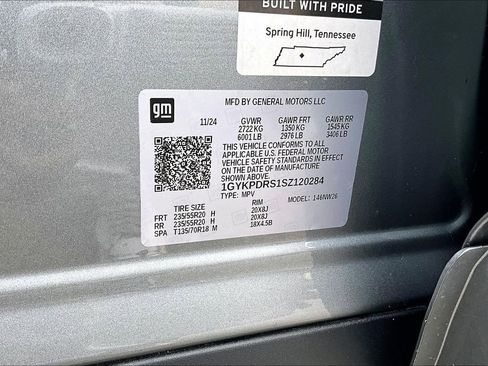 BUILT WITH PRIDE
Spring Hill, Tennessee
gm
MFD BY GENERAL MOTORS LLC
11/24 GVWR GAWR FRT GAWR RR
2722 KG 1350 KG 1545 KG
6001 LB 2976 LB 3406 LB
THIS VEHICLE CONFORMS TO ALL
APPLICABLE U.S. FEDERAL MOTOR
VEHICLE SAFETY STANDARDS IN EFFECT
ON THE DATE OF MANUFACTURE
SHOWN ABOVE.
1GYKPDRS1SZ120284
TYPE: MPV MODEL: 146NW26
TIRE SIZE RIM
FRT 235/55R20 H 20X8J
RR 235/55R20 H 20X8J
SPA T135/70R18 M 18X4.5B